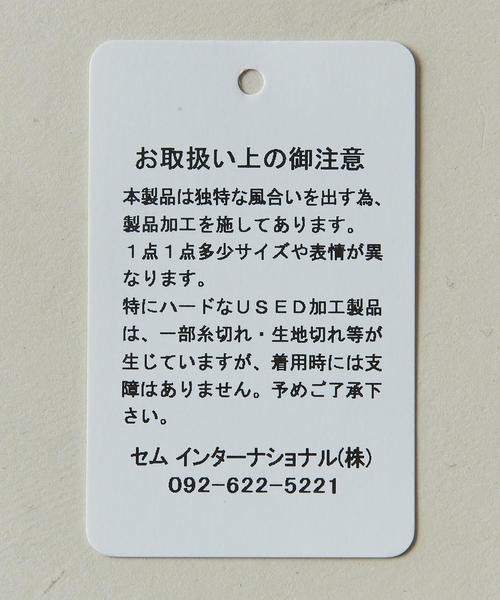 お取扱い上の御注意
本製品は独特な風合いを出す為、
製品加工を施してあります。
１点１点多少サイズや表情が異
なります。
特にハードなＵＳＥＤ加工製品
は、一部糸切れ・生地切れ等が
生じていますが、着用時には支
障はありません。予めご了承下
さい。
セム インターナショナル(株)
092-622-5221